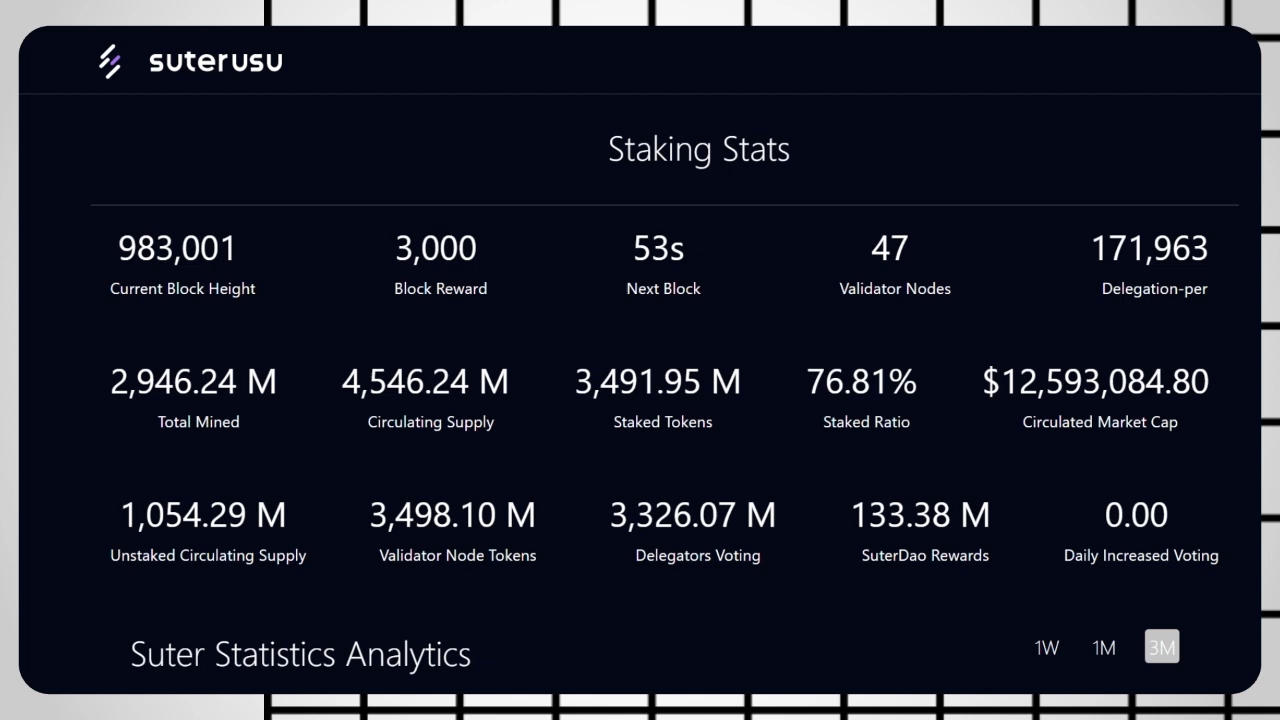 suterusu
Staking Stats
983,001 3,000 53s 47 171,963
Current Block Height Block Reward Next Block Validator Nodes Delegation-per
2,946.24 M 4,546.24 M 3,491.95 M 76.81% $12,593,084.80
Total Mined Circulating Supply Staked Tokens Staked Ratio Circulated Market Cap
1,054.29 M 3,498.10 M 3,326.07 M 133.38 M 0.00
Unstaked Circulating Supply Validator Node Tokens Delegators Voting SuterDao Rewards Daily Increased Voting
Suter Statistics Analytics 1W 1M 3M